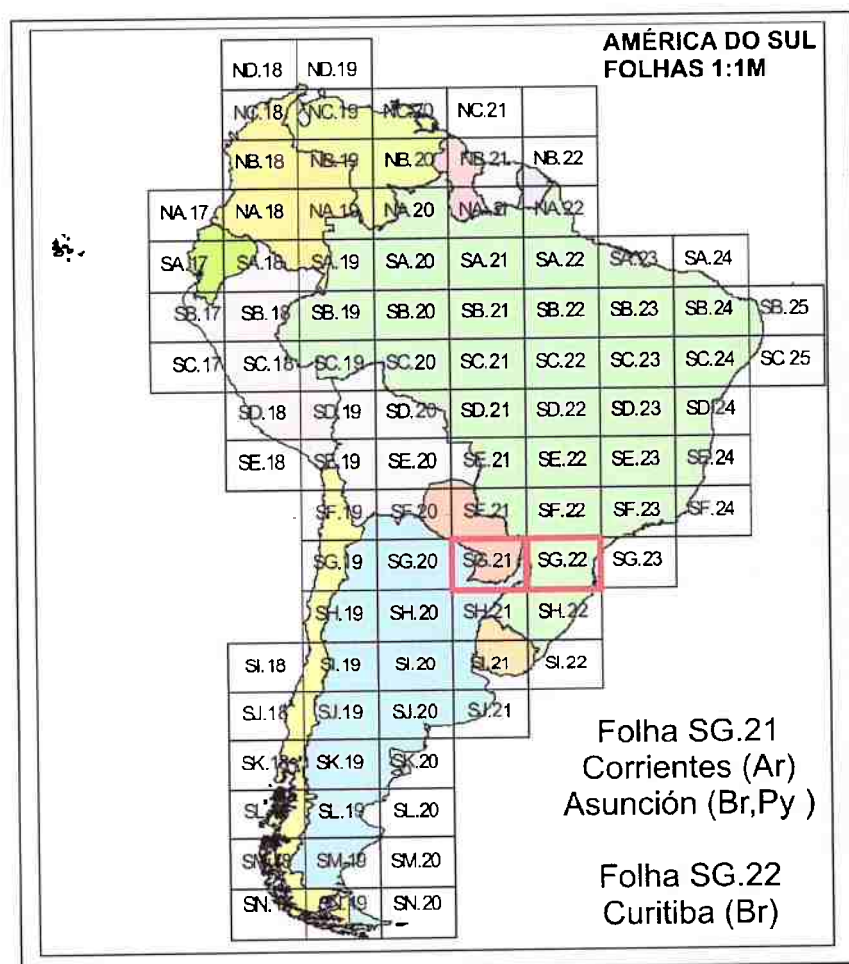 AMÉRICA DO SUL
FOLHAS 1:1M
ND.18 ND.19
NC.18 NC.19 NC.20 NC.21
NB.18 NB.19 NB.20 NB.21 NB.22
NA.17 NA.18 NA.19 NA.20 NA.21 NA.22
SA.17 SA.18 SA.19 SA.20 SA.21 SA.22 SA.23 SA.24
SB.17 SB.18 SB.19 SB.20 SB.21 SB.22 SB.23 SB.24 SB.25
SC.17 SC.18 SC.19 SC.20 SC.21 SC.22 SC.23 SC.24 SC.25
SD.18 SD.19 SD.20 SD.21 SD.22 SD.23 SD.24
SE.18 SE.19 SE.20 SE.21 SE.22 SE.23 SE.24
SF.19 SF.20 SF.21 SF.22 SF.23 SF.24
SG.19 SG.20 SG.21 SG.22 SG.23
SH.19 SH.20 SH.21 SH.22
SI.18 SI.19 SI.20 SI.21 SI.22
SJ.18 SJ.19 SJ.20 SJ.21
SK.18 SK.19 SK.20
SL. SL.19 SL.20
SM.18 SM.19 SM.20
SN. N.19 SN.20
Folha SG.21
Corrientes (Ar)
Asunción (Br,Py )
Folha SG.22
Curitiba (Br)